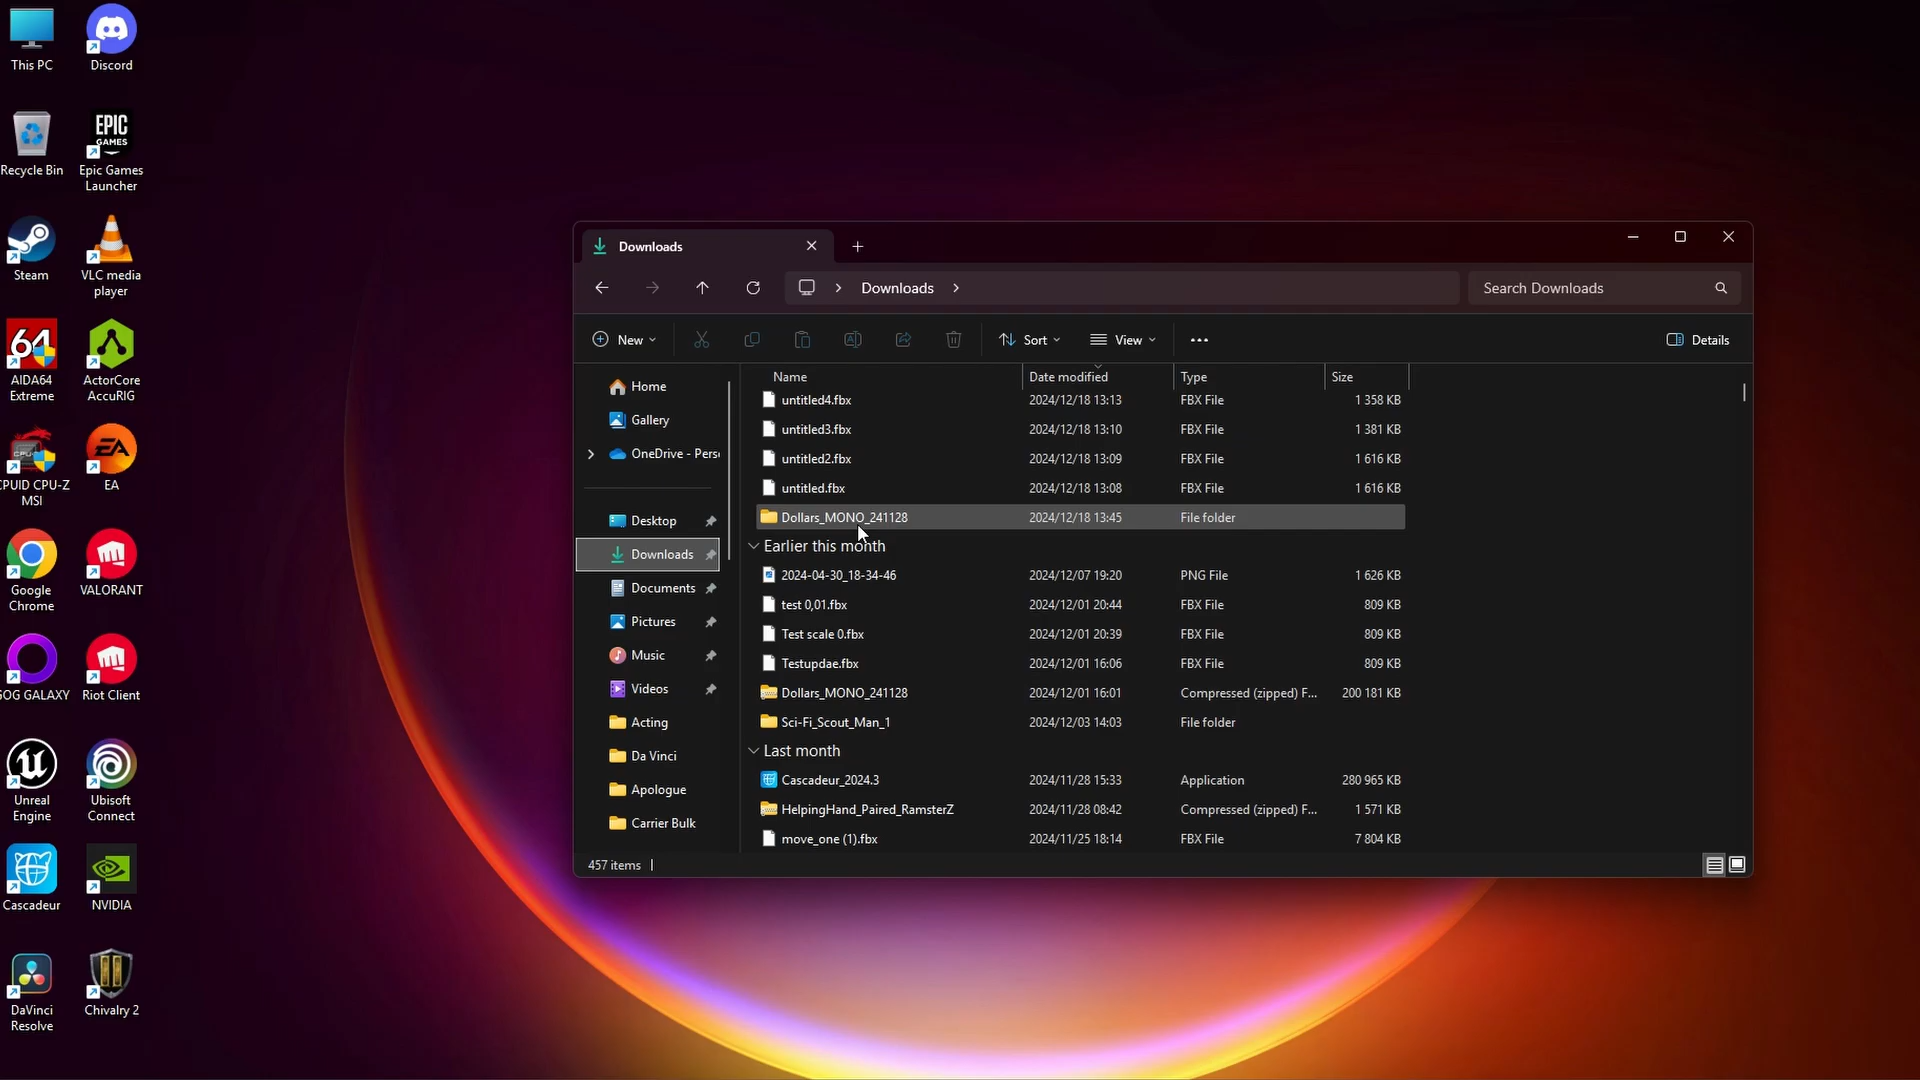 This PC
Discord
Recycle Bin
EPIC
GAMES
Epic Games
Launcher
Steam
VLC media
player
64
AIDA64
Extreme
ActorCore
AccuRIG
CPUID CPU-Z
MSI
EA
EA
Google
Chrome
VALORANT
GOG GALAXY
Riot Client
Unreal
Engine
Ubisoft
Connect
Cascadeur
NVIDIA
DaVinci
Resolve
Chivalry 2
Downloads
Downloads
Search Downloads
New
Sort
View
Details
Home
Gallery
OneDrive - Perso
Desktop
Downloads
Documents
Pictures
Music
Videos
Acting
Da Vinci
Apologue
Carrier Bulk
Name Date modified Type Size
untitled4.fbx 2024/12/18 13:13 FBX File 1 358 KB
untitled3.fbx 2024/12/18 13:10 FBX File 1 381 KB
untitled2.fbx 2024/12/18 13:09 FBX File 1 616 KB
untitled.fbx 2024/12/18 13:08 FBX File 1 616 KB
Dollars_MONO_241128 2024/12/18 13:45 File folder
Earlier this month
2024-04-30_18-34-46 2024/12/07 19:20 PNG File 1 626 KB
test 0,01.fbx 2024/12/01 20:44 FBX File 809 KB
Test scale 0.fbx 2024/12/01 20:39 FBX File 809 KB
Testupdae.fbx 2024/12/01 16:06 FBX File 809 KB
Dollars_MONO_241128 2024/12/01 16:01 Compressed (zipped) F... 200 181 KB
Sci-Fi_Scout_Man_1 2024/12/03 14:03 File folder
Last month
Cascadeur_2024.3 2024/11/28 15:33 Application 280 965 KB
HelpingHand_Paired_RamsterZ 2024/11/28 08:42 Compressed (zipped) F... 1 571 KB
move_one (1).fbx 2024/11/25 18:14 FBX File 7 804 KB
457 items